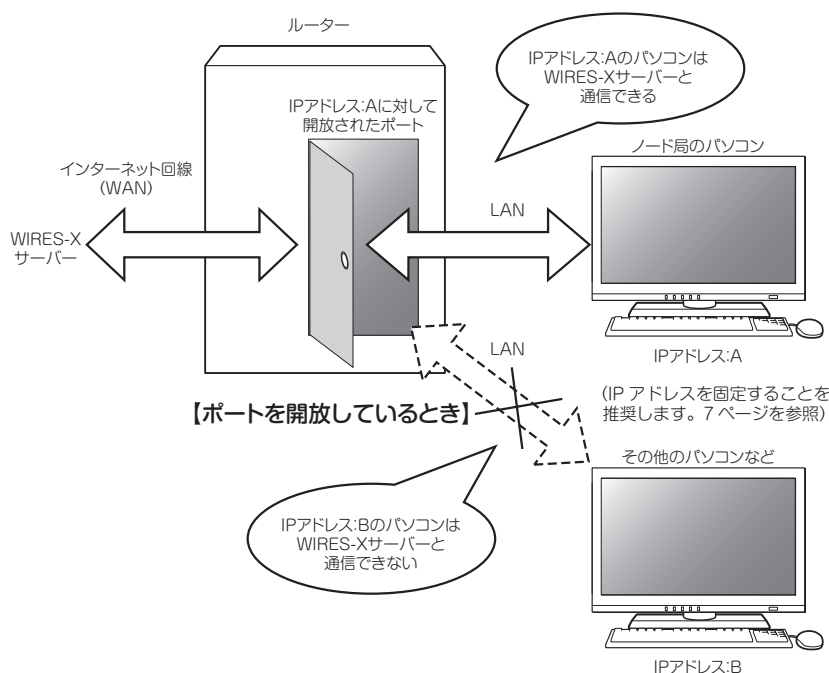 ルーター
IPアドレス:Aのパソコンは
WIRES-Xサーバーと
通信できる
IPアドレス:Aに対して
開放されたポート
ノード局のパソコン
インターネット回線
(WAN)
LAN
WIRES-X
サーバー
IPアドレス:A
LAN
(IP アドレスを固定することを
推奨します。7 ページを参照)
【ポートを開放しているとき】
その他のパソコンなど
IPアドレス:Bのパソコンは
WIRES-Xサーバーと
通信できない
IPアドレス:B